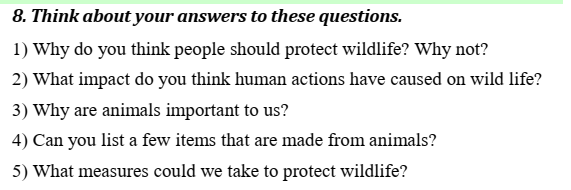 8. Think about your answers to these questions.
1) Why do you think people should protect wildlife? Why not?
2) What impact do you think human actions have caused on wild life?
3) Why are animals important to us?
4) Can you list a few items that are made from animals?
5) What measures could we take to protect wildlife?